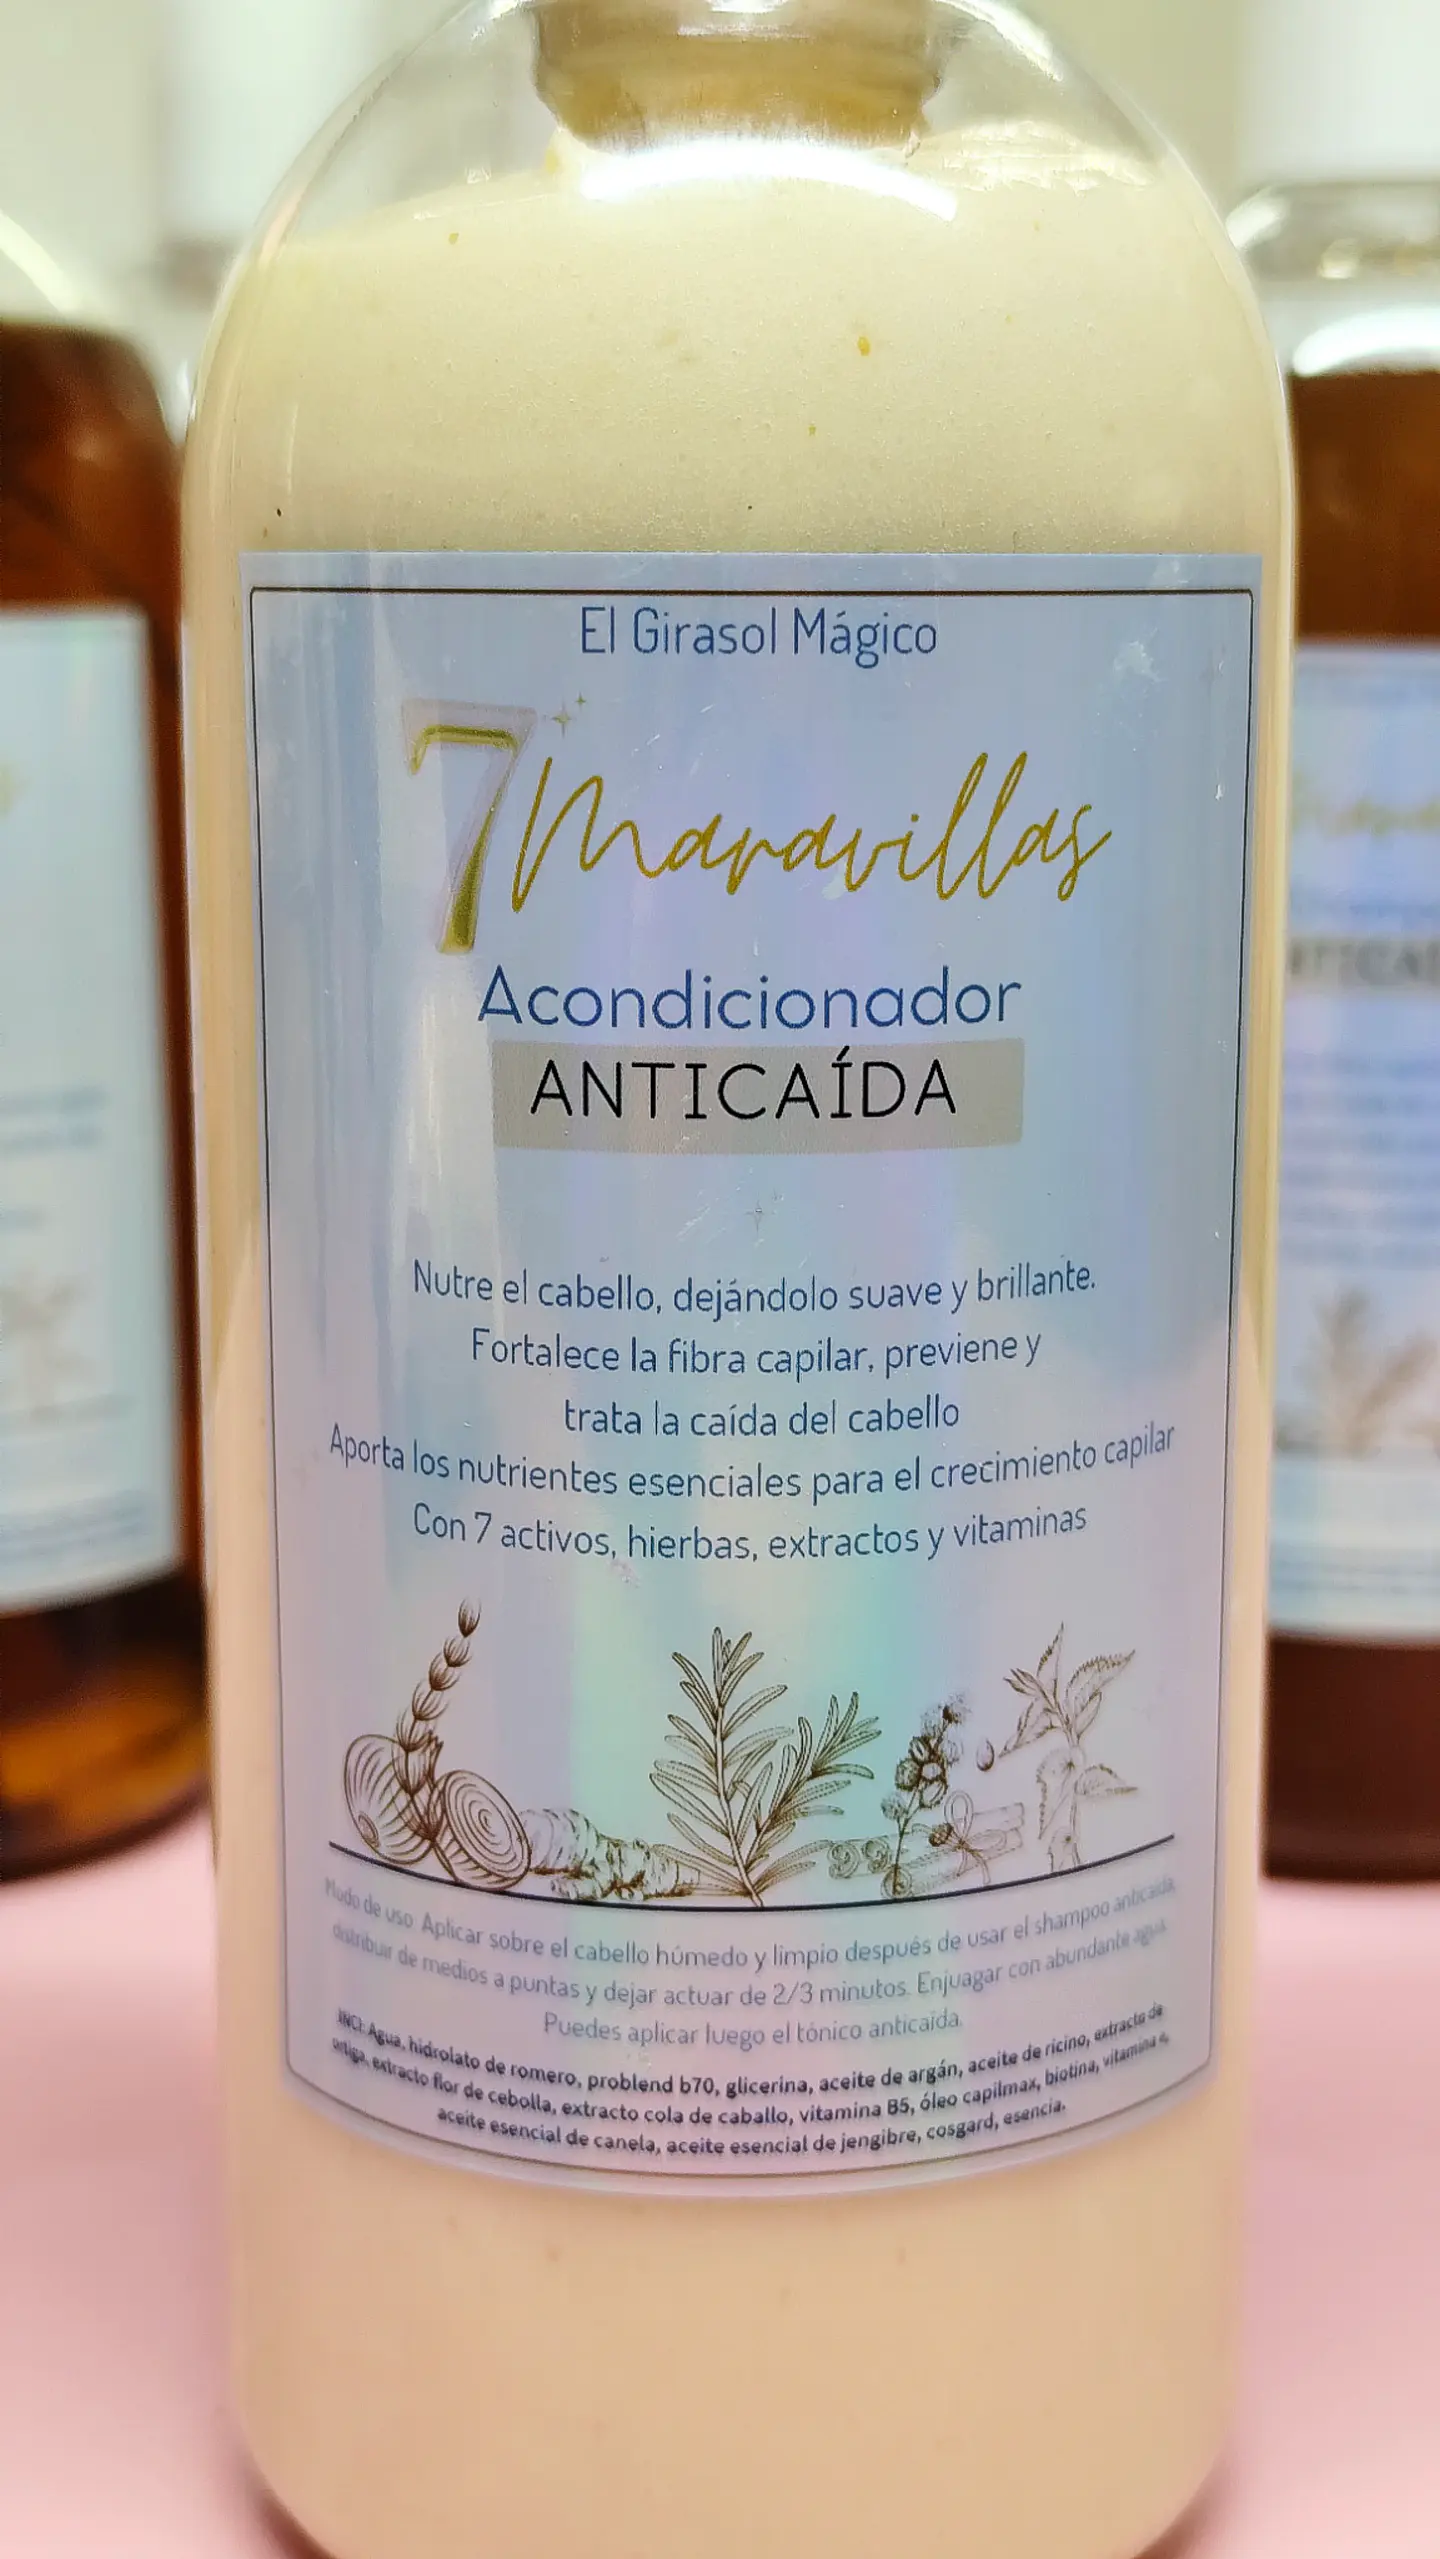 El Girasol Mágico
7 Maravillas
Acondicionador
ANTICAÍDA
Nutre el cabello, dejándolo suave y brillante.
Fortalece la fibra capilar, previene y
trata la caída del cabello
Aporta los nutrientes esenciales para el crecimiento capilar
Con 7 activos, hierbas, extractos y vitaminas
Modo de uso: Aplicar sobre el cabello húmedo y limpio después de usar el shampoo anticaída,
distribuir de medios a puntas y dejar actuar de 2/3 minutos. Enjuagar con abundante agua.
Puedes aplicar luego el tónico anticaída.
INCI: Agua, hidrolato de romero, problend b70, glicerina, aceite de argán, aceite de ricino, extracto de
ortiga, extracto flor de cebolla, extracto cola de caballo, vitamina B5, óleo capilmax, biotina, vitamina
aceite esencial de canela, aceite esencial de jengibre, cosgard, esencia.